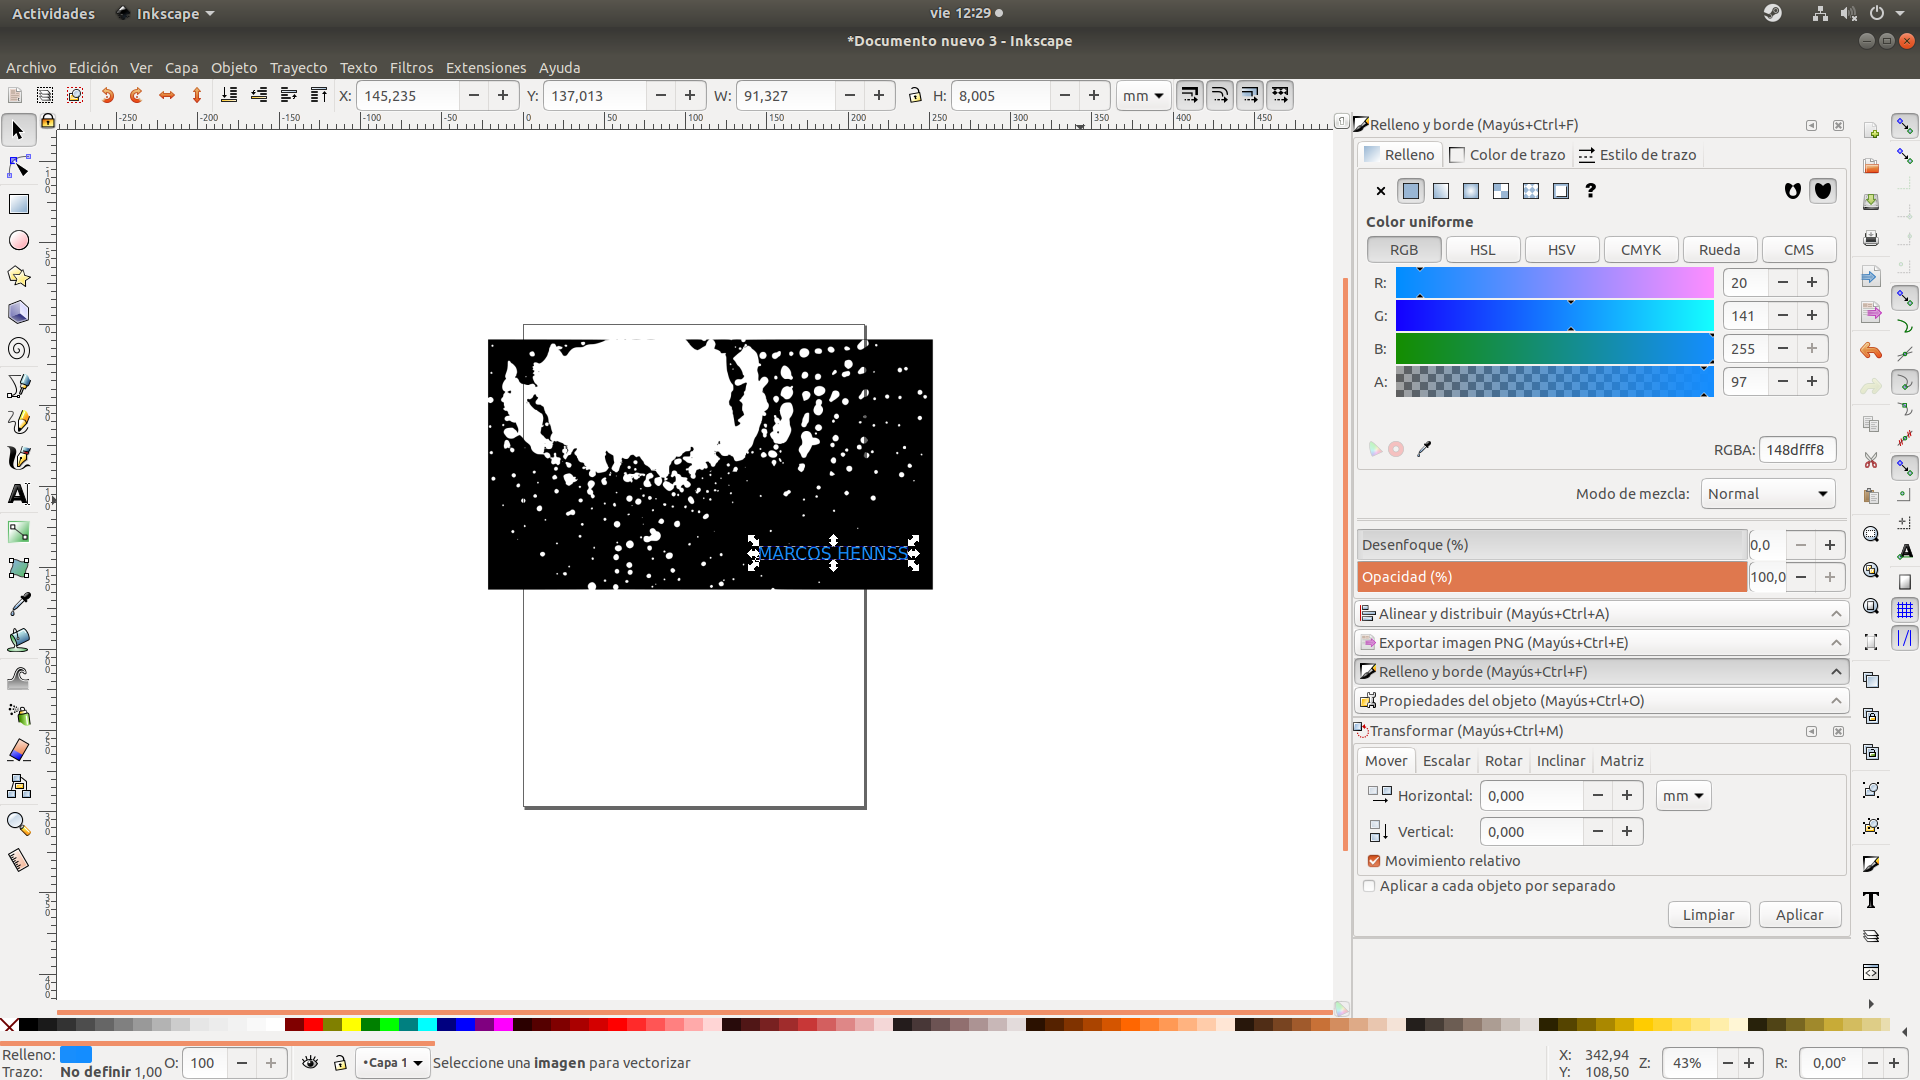 Actividades Inkscape vie 12:29
*Documento nuevo 3 - Inkscape
Archivo Edición Ver Capa Objeto Trayecto Texto Filtros Extensiones Ayuda
X: 145,235 Y: 137,013 W: 91,327 H: 8,005 mm
-250 -200 -150 -100 -50 0 50 100 150 200 250 300 350 400 450
Relleno y borde (Mayús+Ctrl+F)
Relleno Color de trazo Estilo de trazo
?
Color uniforme
RGB HSL HSV CMYK Rueda CMS
R: 20
G: 141
B: 255
A: 97
RGBA: 148dfff8
Modo de mezcla: Normal
MARCOS HENNSS
Desenfoque (%) 0,0
Opacidad (%) 100,0
Alinear y distribuir (Mayús+Ctrl+A)
Exportar imagen PNG (Mayús+Ctrl+E)
Relleno y borde (Mayús+Ctrl+F)
Propiedades del objeto (Mayús+Ctrl+O)
Transformar (Mayús+Ctrl+M)
Mover Escalar Rotar Inclinar Matriz
Horizontal: 0,000 mm
Vertical: 0,000
Movimiento relativo
Aplicar a cada objeto por separado
Limpiar Aplicar
Relleno: O: 100 Capa 1 Seleccione una imagen para vectorizar X: 342,94 Z: 43% R: 0,00°
Trazo: No definir 1,00 Y: 108,50